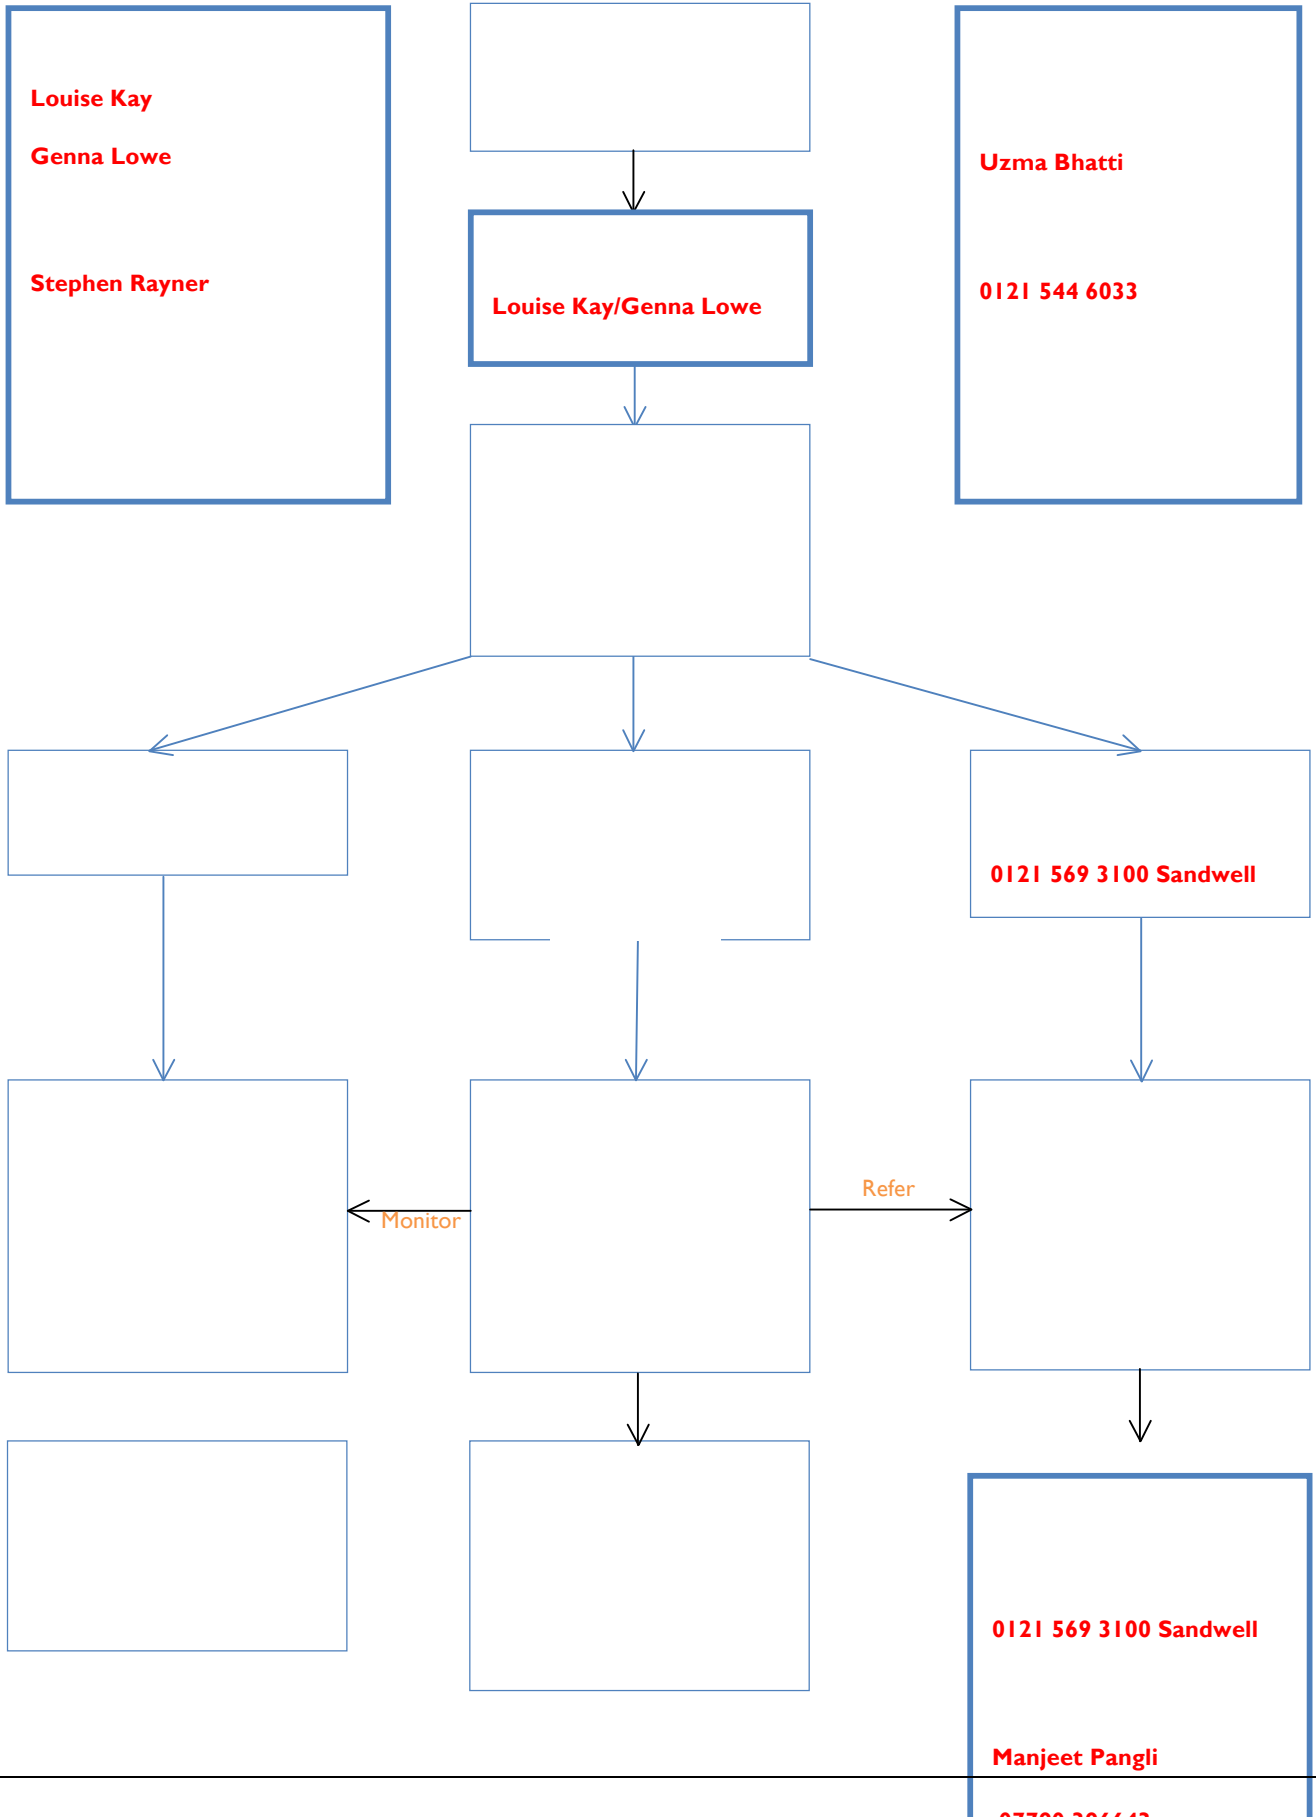 Louise Kay
Genna Lowe
Stephen Rayner
Louise Kay/Genna Lowe
Uzma Bhatti
0121 544 6033
0121 569 3100 Sandwell
Refer
Monitor
0121 569 3100 Sandwell
Manjeet Pangli